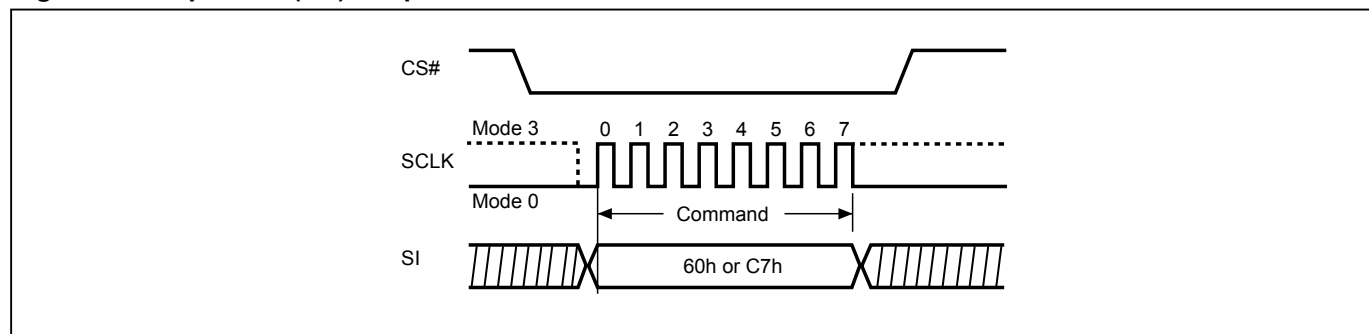 CS#
Mode 3 0 1 2 3 4 5 6 7
SCLK
Mode 0
Command
SI
60h or C7h